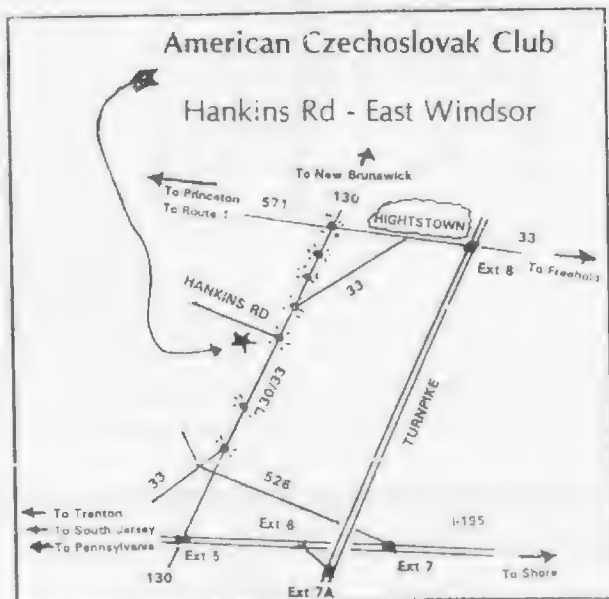 American Czechoslovak Club
Hankins Rd - East Windsor
To New Brunswick
To Princeton
To Route 1
571
130
HIGHTSTOWN
33
Ext 8
To Freehold
33
HANKINS RD
130/33
TURNPIKE
33
526
To Trenton
To South Jersey
To Pennsylvania
Ext 6
I-195
Ext 5
Ext 7
To Shore
130
Ext 7A